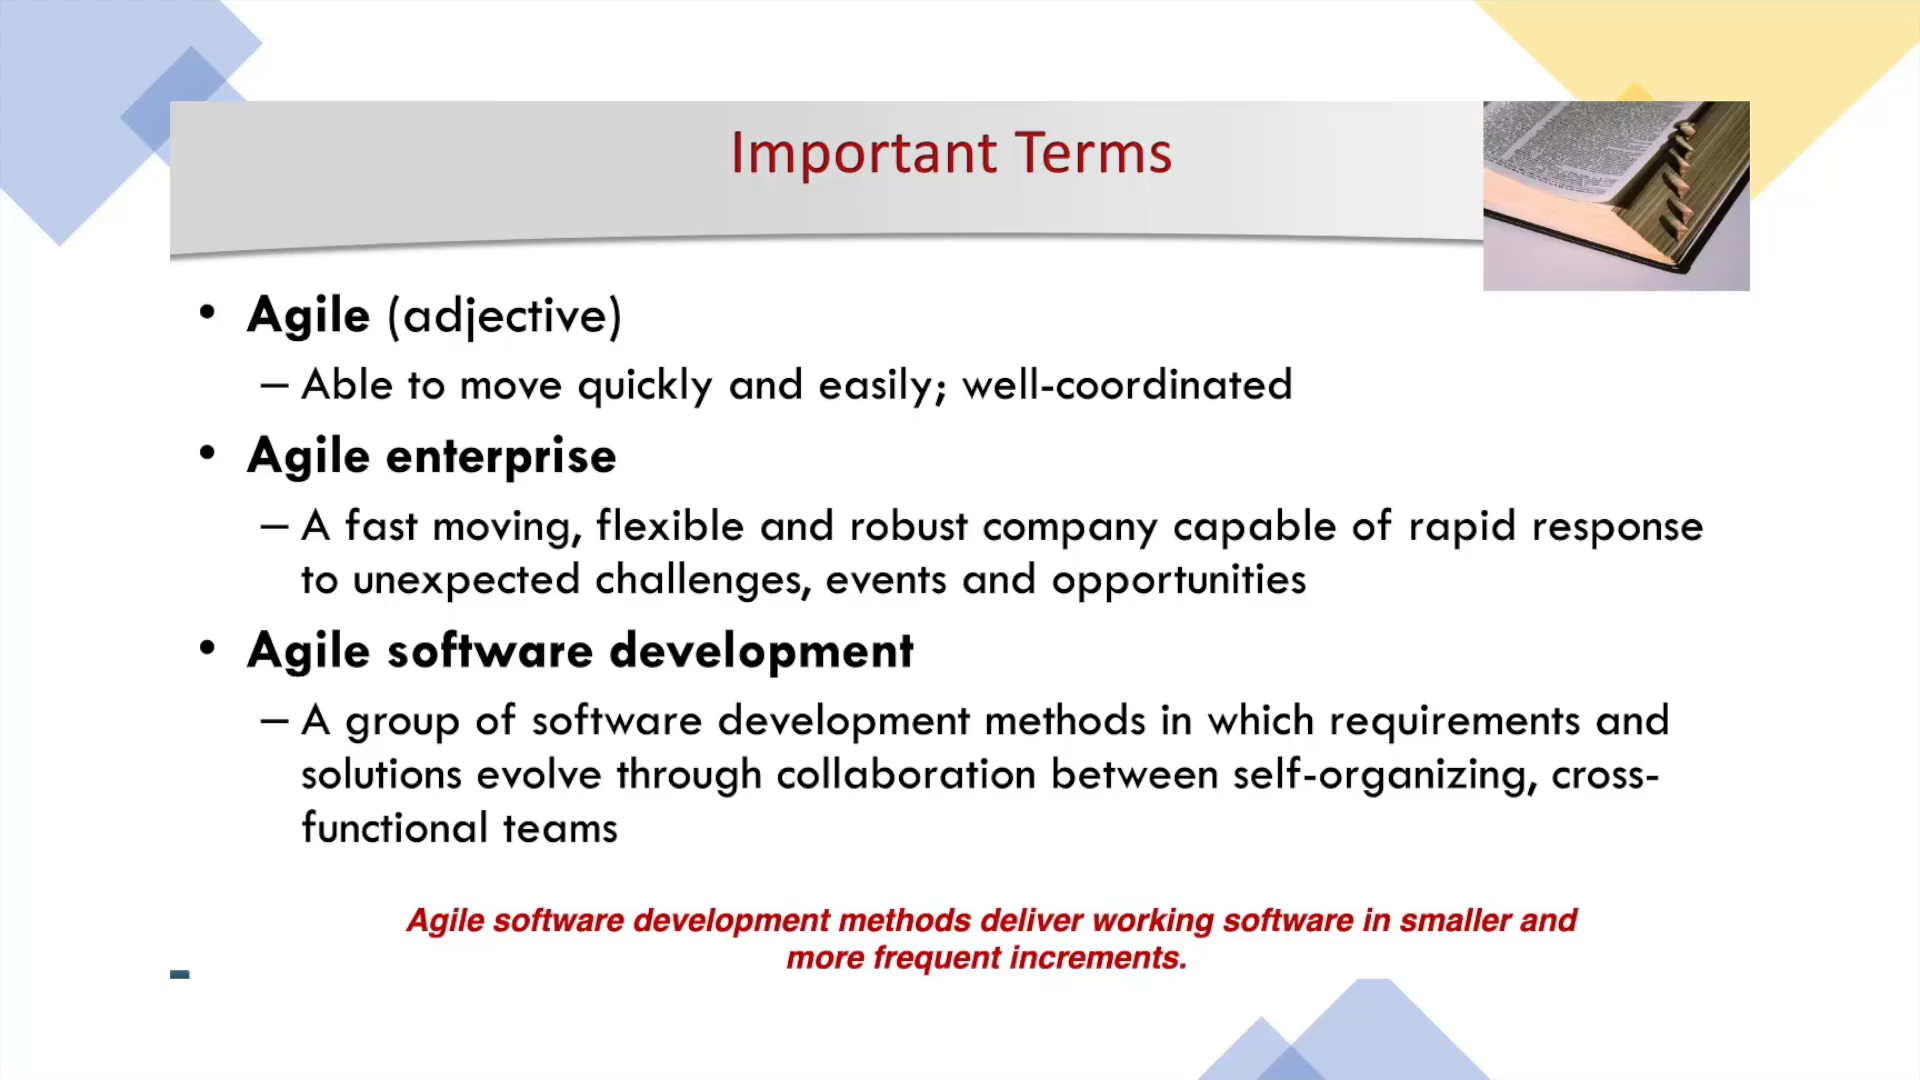 Important Terms
• Agile (adjective)
– Able to move quickly and easily; well-coordinated
• Agile enterprise
– A fast moving, flexible and robust company capable of rapid response
to unexpected challenges, events and opportunities
• Agile software development
– A group of software development methods in which requirements and
solutions evolve through collaboration between self-organizing, cross-
functional teams
Agile software development methods deliver working software in smaller and
more frequent increments.